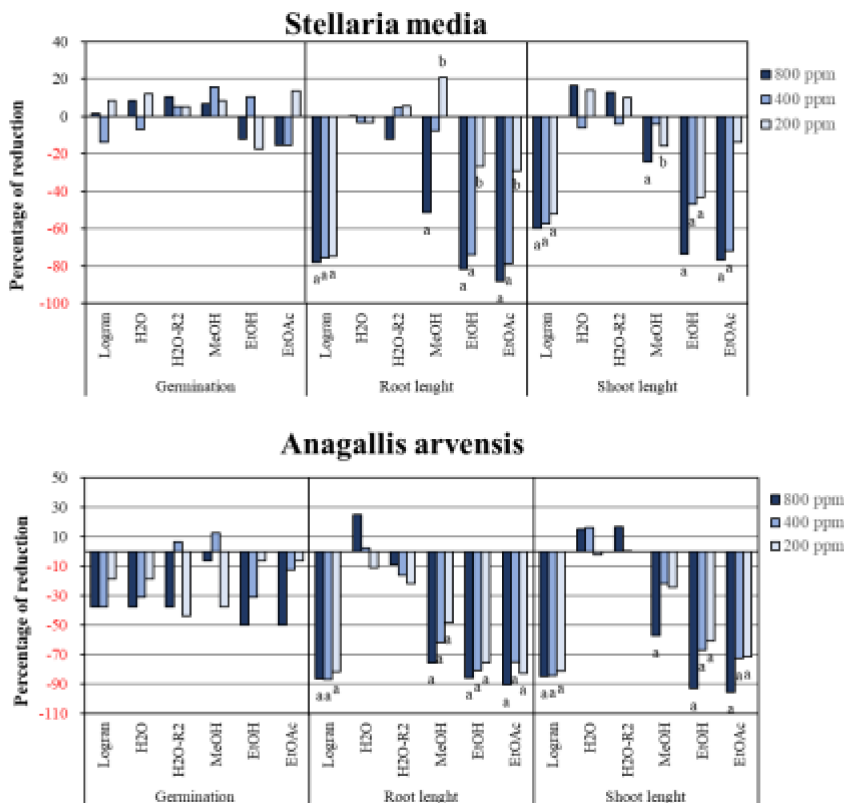 Stellaria media
Percentage of reduction
40
20
0
-20
-40
-60
-80
-100
b
b
b
b
a a a
a
a a
a a
a a a
a
a a a
a a
800 ppm
400 ppm
200 ppm
Logran H2O H2O-R2 MeOH EtOH EtOAc Logran H2O H2O-R2 MeOH EtOH EtOAc Logran H2O H2O-R2 MeOH EtOH EtOAc
Germination Root lenght Shoot lenght
Anagallis arvensis
Percentage of reduction
50
30
10
-10
-30
-50
-70
-90
-110
a a a
a a a
a a a
a a a
a a a
a
a a a
a a a
800 ppm
400 ppm
200 ppm
Logran H2O H2O-R2 MeOH EtOH EtOAc Logran H2O H2O-R2 MeOH EtOH EtOAc Logran H2O H2O-R2 MeOH EtOH EtOAc
Germination Root lenght Shoot lenght